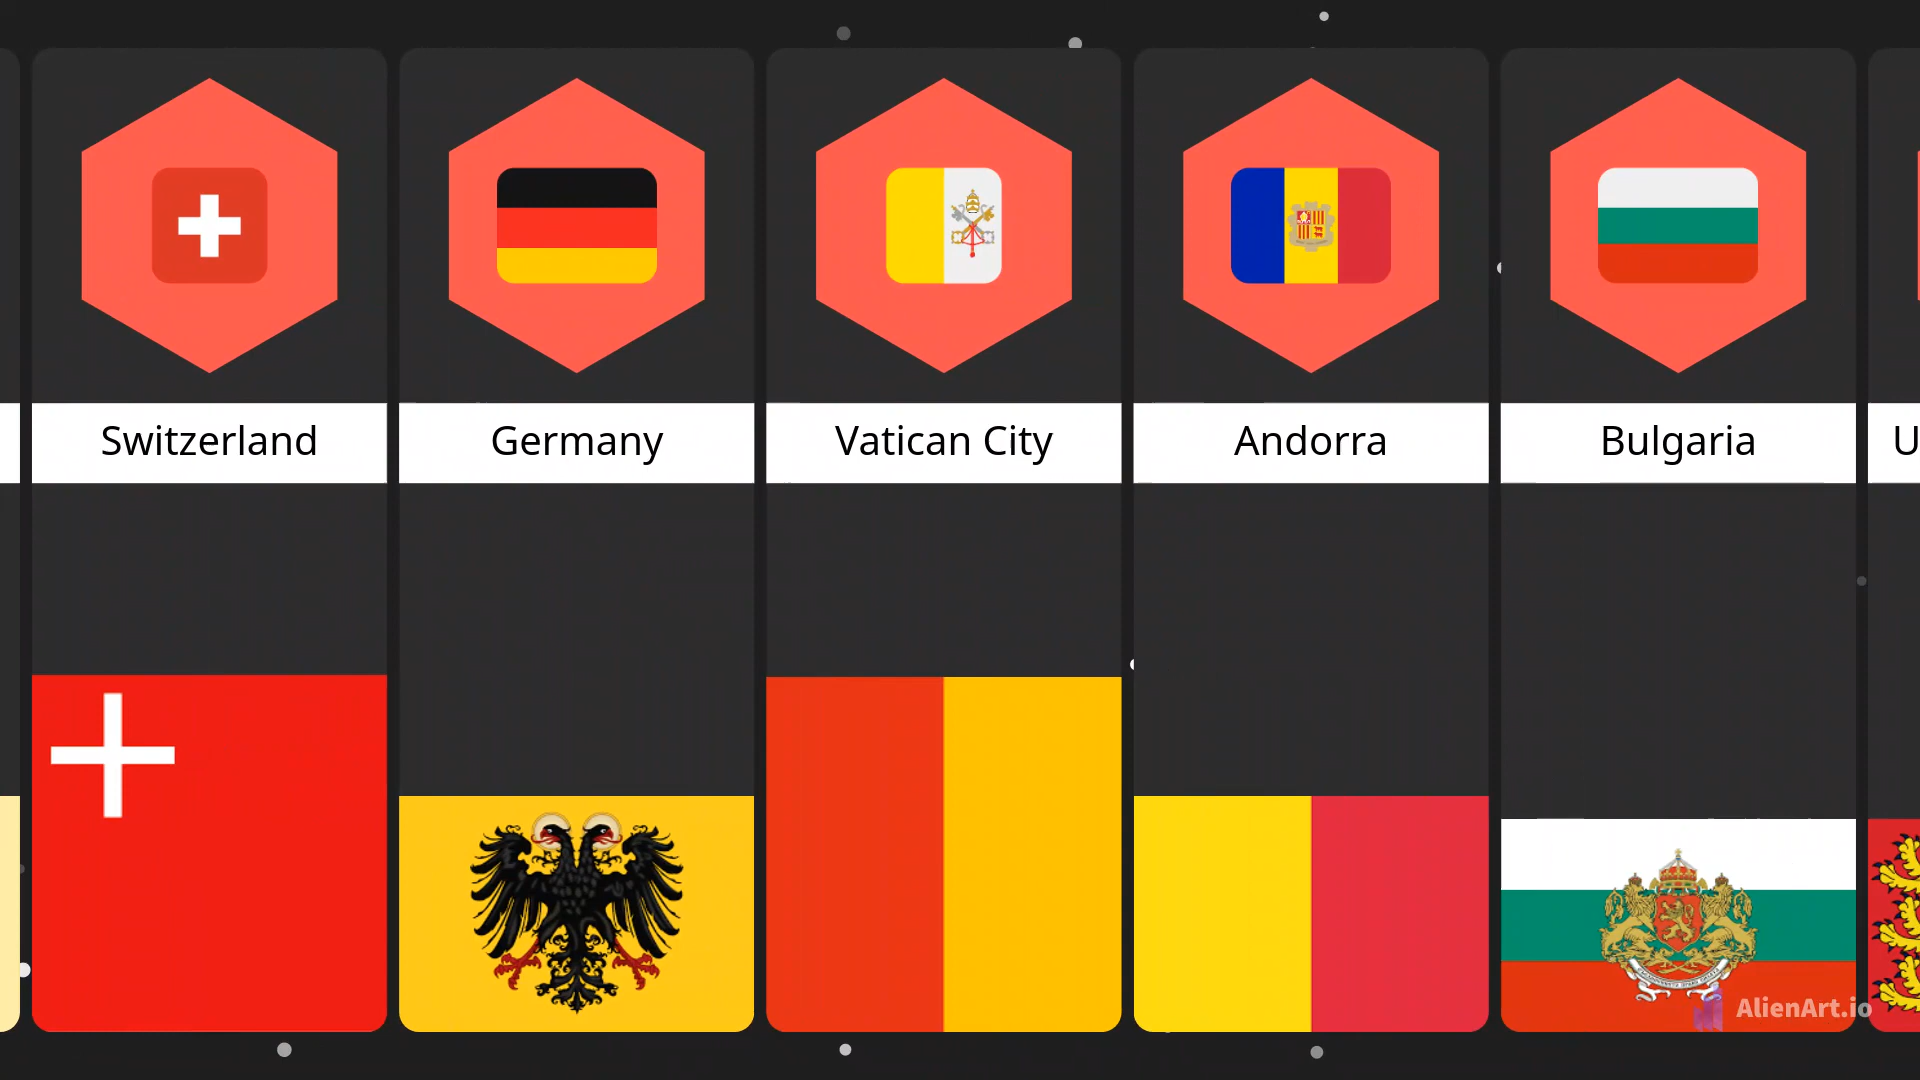 Switzerland
Germany
Vatican City
Andorra
Bulgaria
U
AlienArt.io